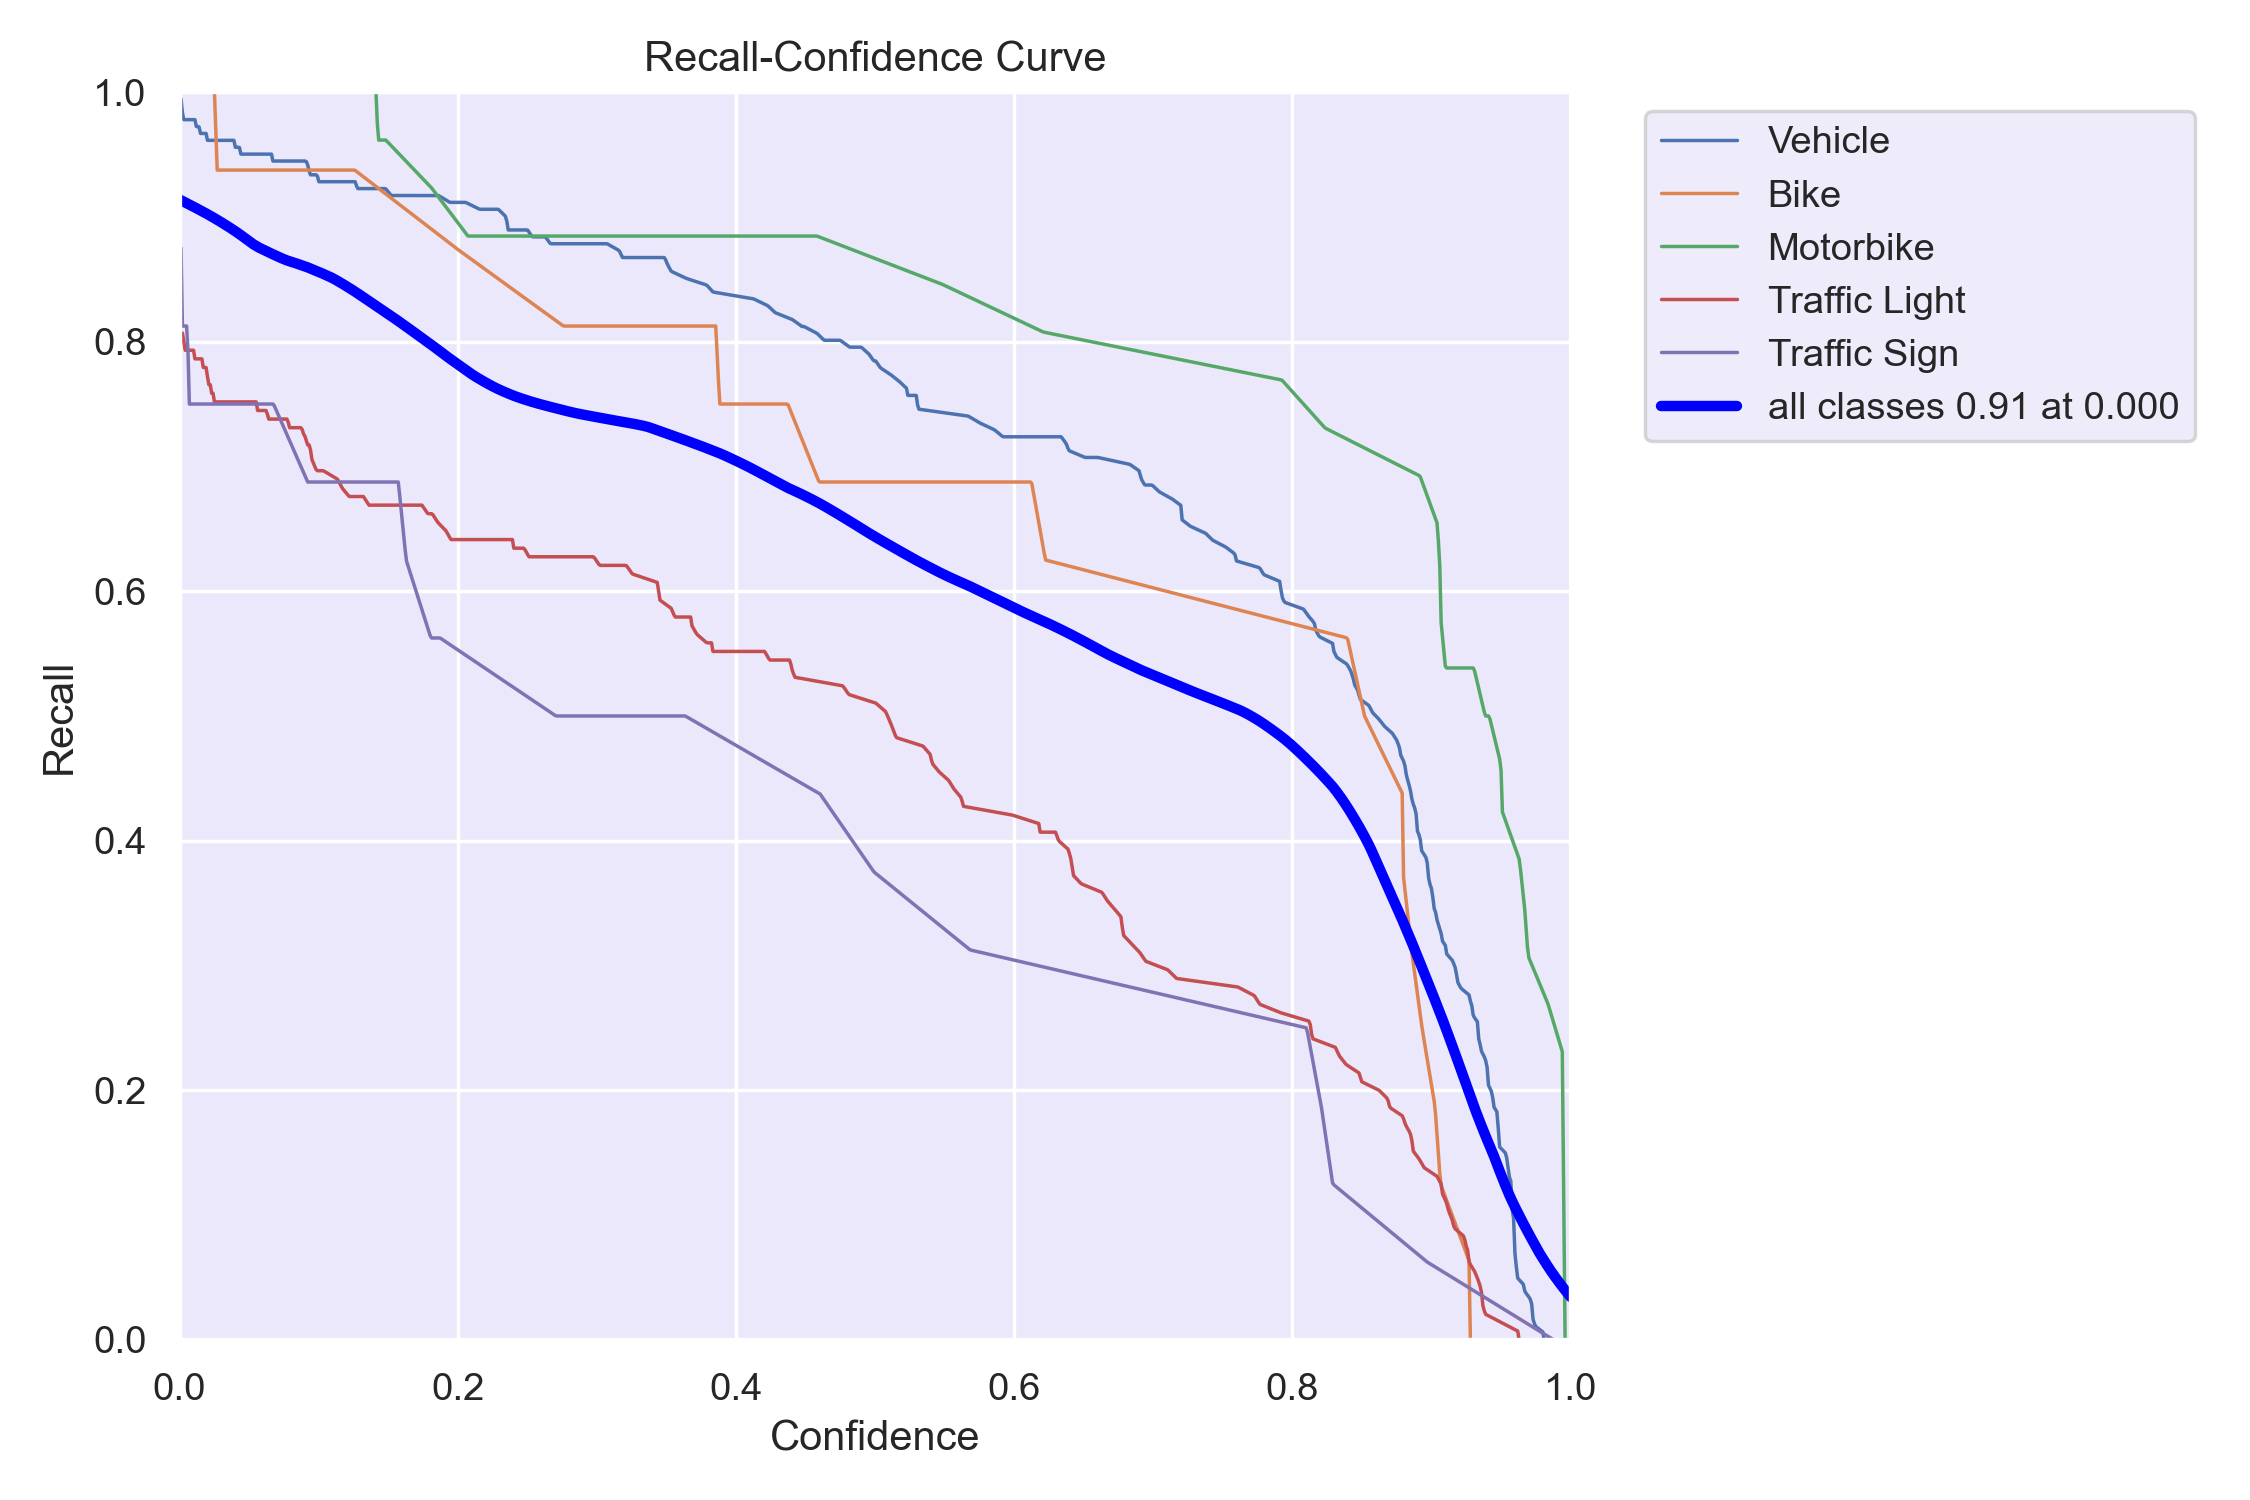 Recall-Confidence Curve
1.0
0.8
0.6
0.4
0.2
0.0
Recall
0.0 0.2 0.4 0.6 0.8 1.0
Confidence
Vehicle
Bike
Motorbike
Traffic Light
Traffic Sign
all classes 0.91 at 0.000